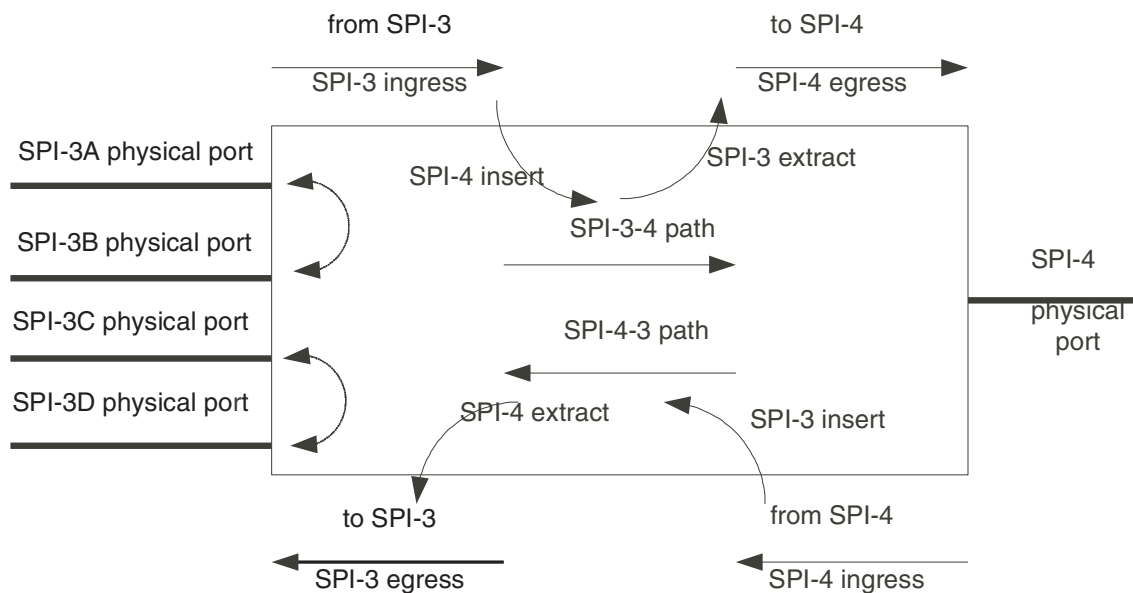 from SPI-3
to SPI-4
SPI-3 ingress
SPI-4 egress
SPI-3A physical port
SPI-3 extract
SPI-4 insert
SPI-3-4 path
SPI-3B physical port
SPI-4
physical
port
SPI-3C physical port
SPI-4-3 path
SPI-3D physical port
SPI-4 extract
SPI-3 insert
to SPI-3
from SPI-4
SPI-3 egress
SPI-4 ingress